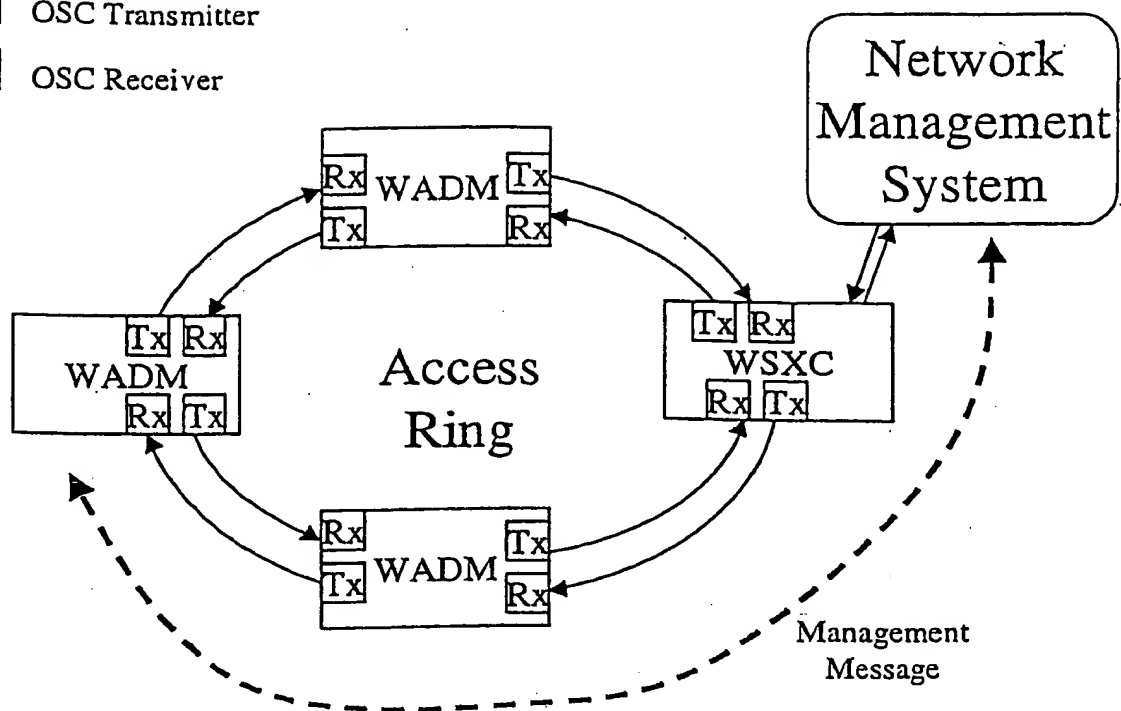 OSC Transmitter
OSC Receiver
Network
Management
System
Rx WADM Tx
Tx Rx
Tx Rx
WADM
Rx Tx
Access
Ring
Tx Rx
WSXC
Rx Tx
Rx Tx
WADM
Tx Rx
Management
Message